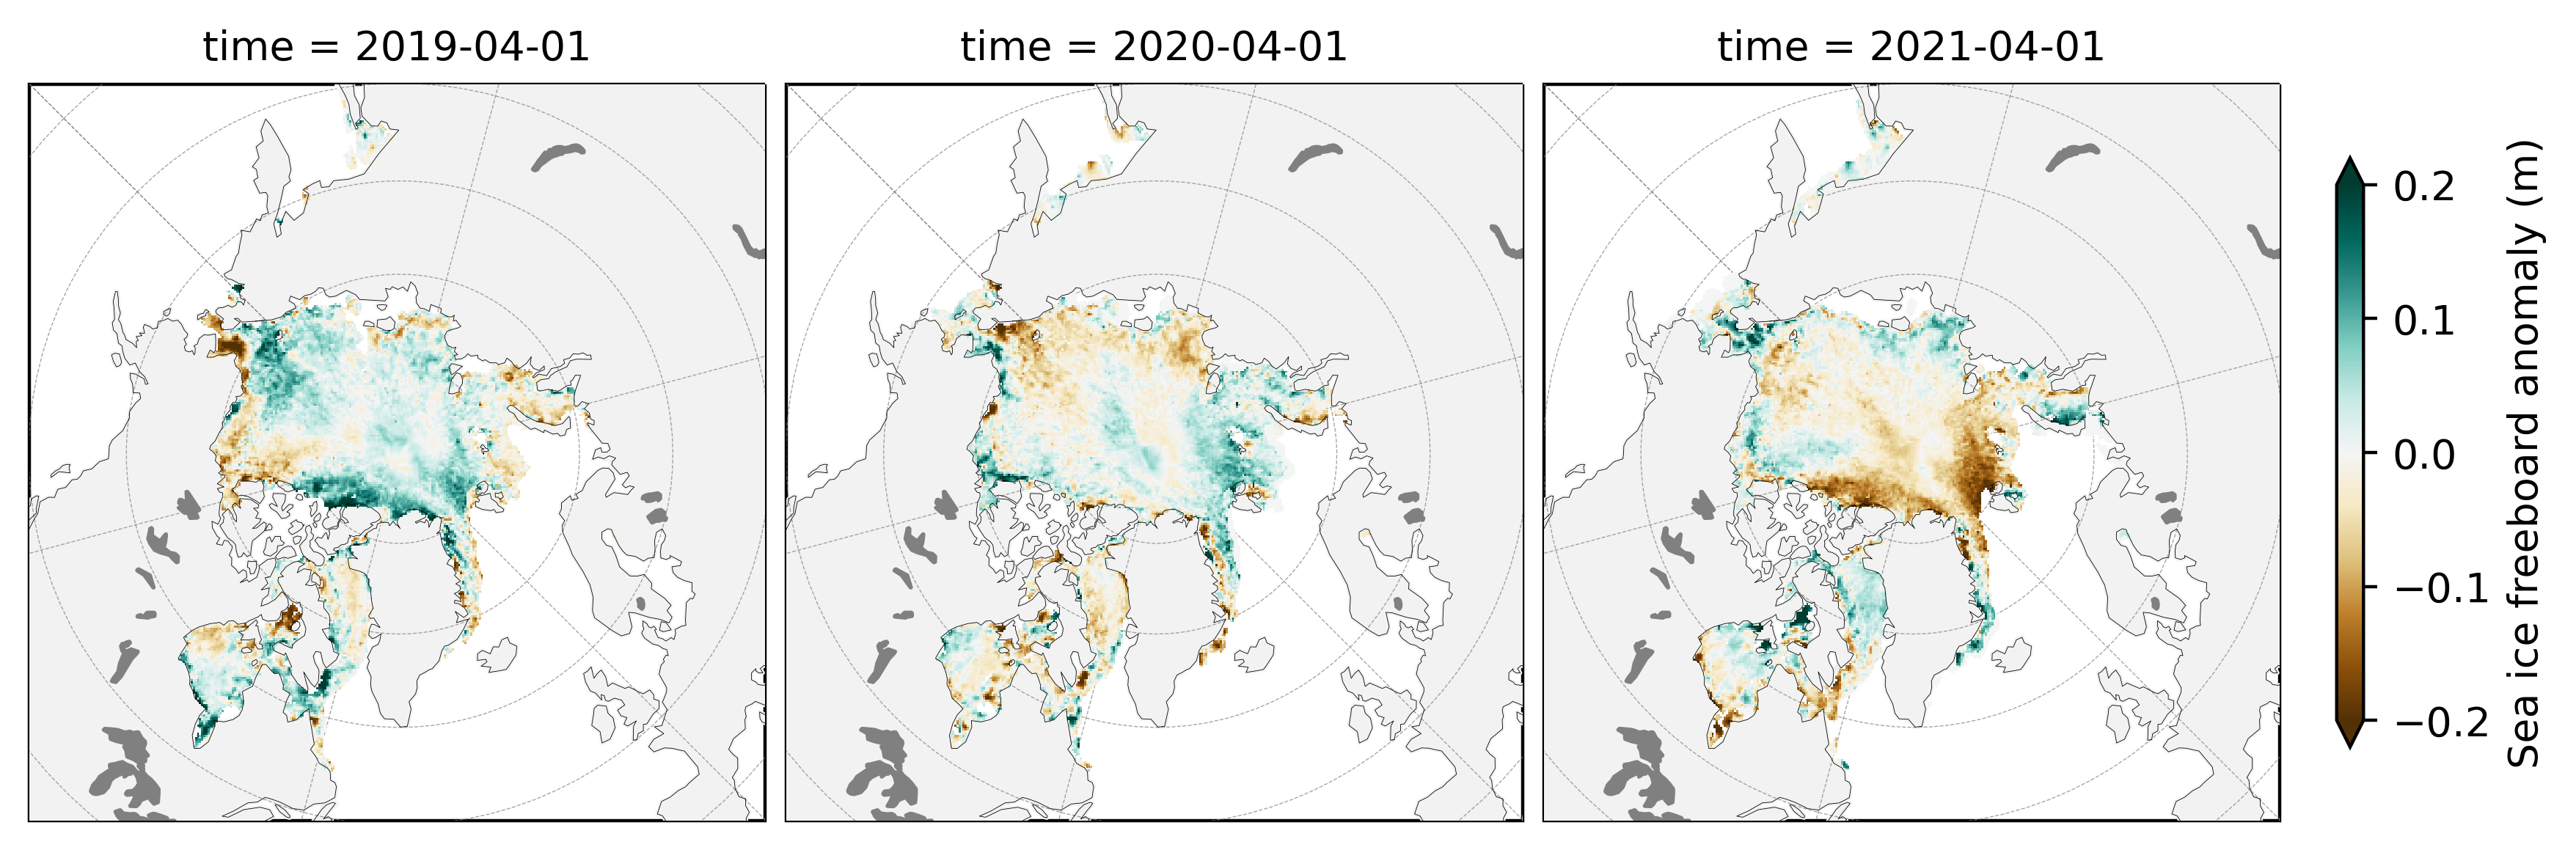 time = 2019-04-01
time = 2020-04-01
time = 2021-04-01
0.2
0.1
0.0
−0.1
−0.2
Sea ice freeboard anomaly (m)